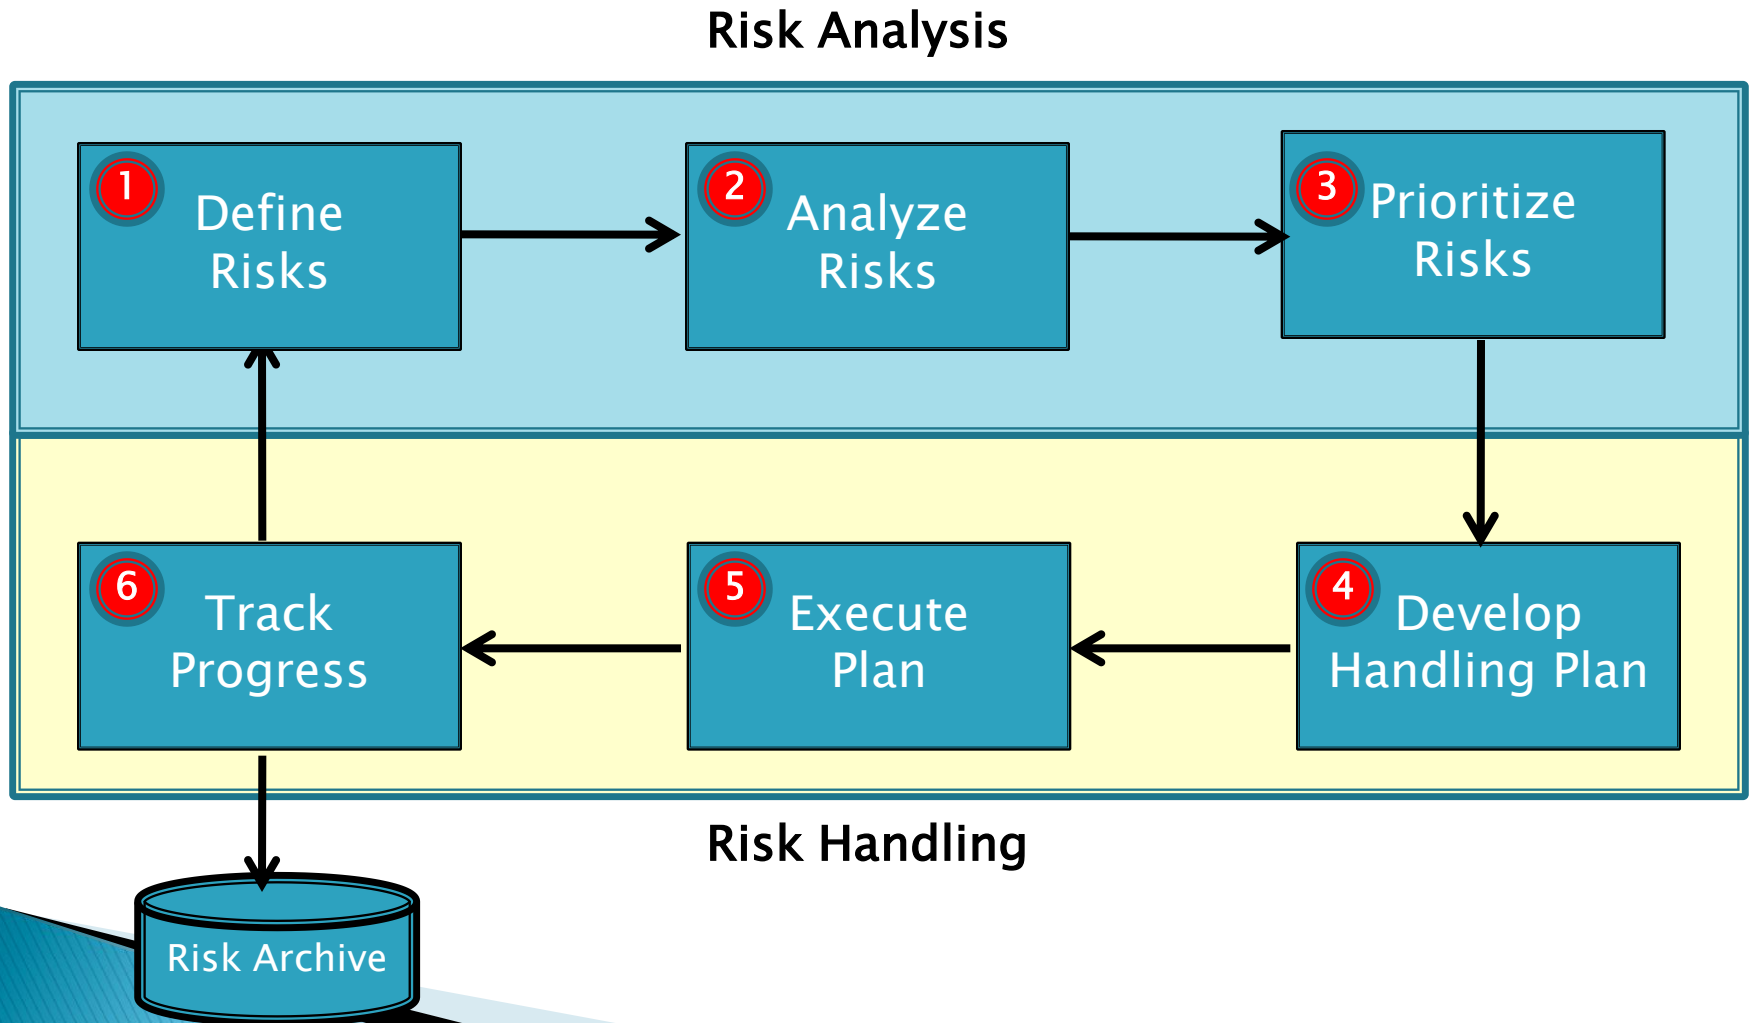 Risk Analysis
1
Define
Risks
2
Analyze
Risks
3
Prioritize
Risks
4
Develop
Handling Plan
5
Execute
Plan
6
Track
Progress
Risk Handling
Risk Archive